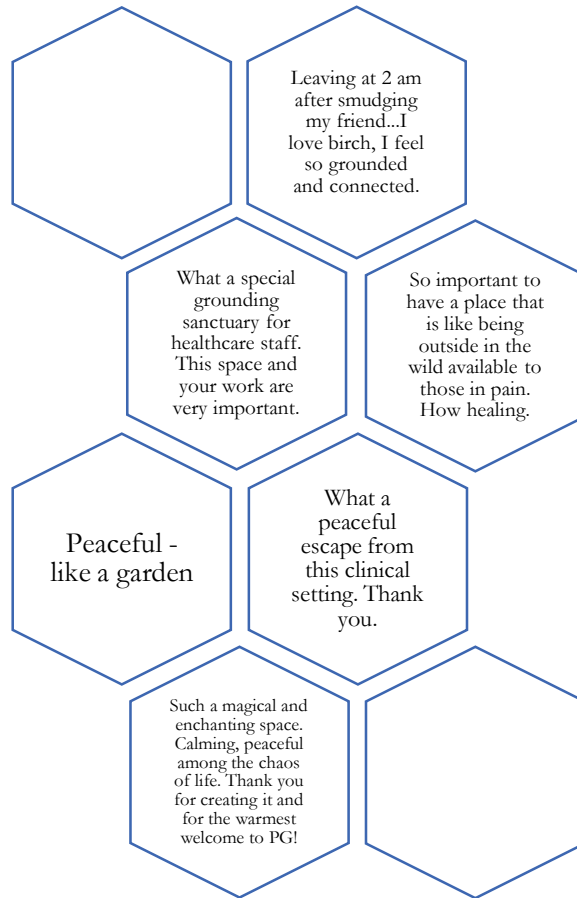 Leaving at 2 am
after smudging
my friend...I
love birch, I feel
so grounded
and connected.
What a special
grounding
sanctuary for
healthcare staff.
This space and
your work are
very important.
So important to
have a place that
is like being
outside in the
wild available to
those in pain.
How healing.
Peaceful -
like a garden
What a
peaceful
escape from
this clinical
setting. Thank
you.
Such a magical and
enchanting space.
Calming, peaceful
among the chaos
of life. Thank you
for creating it and
for the warmest
welcome to PG!